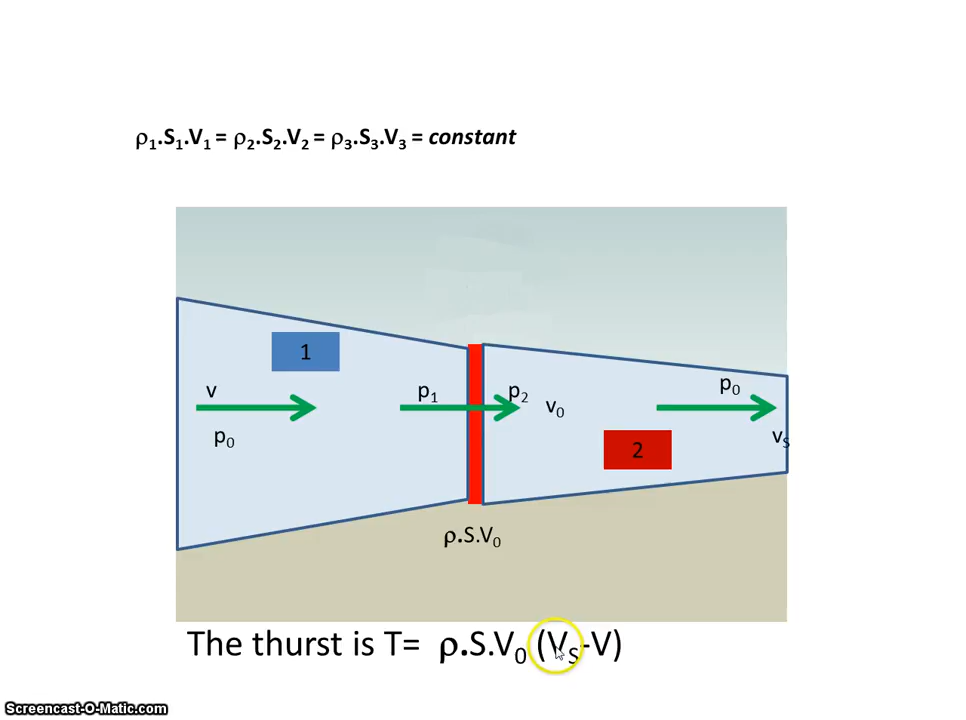 ρ₁.S₁.V₁ = ρ₂.S₂.V₂ = ρ₃.S₃.V₃ = constant
1
v
p₁
p₂
p₀
v₀
p₀
vₛ
2
ρ.S.V₀
The thurst is T= ρ.S.V₀ (Vₛ-V)
Screencast-O-Matic.com